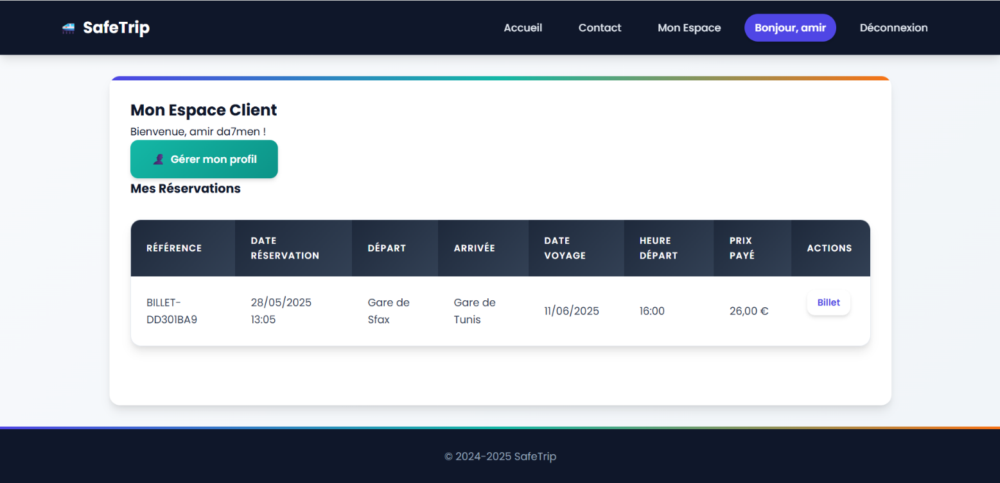 SafeTrip
Accueil
Contact
Mon Espace
Bonjour, amir
Déconnexion
Mon Espace Client
Bienvenue, amir da7men !
Gérer mon profil
Mes Réservations
RÉFÉRENCE
DATE
RÉSERVATION
DÉPART
ARRIVÉE
DATE
VOYAGE
HEURE
DÉPART
PRIX
PAYÉ
ACTIONS
BILLET-
DD301BA9
28/05/2025
13:05
Gare de
Sfax
Gare de
Tunis
11/06/2025
16:00
26,00 €
Billet
© 2024-2025 SafeTrip